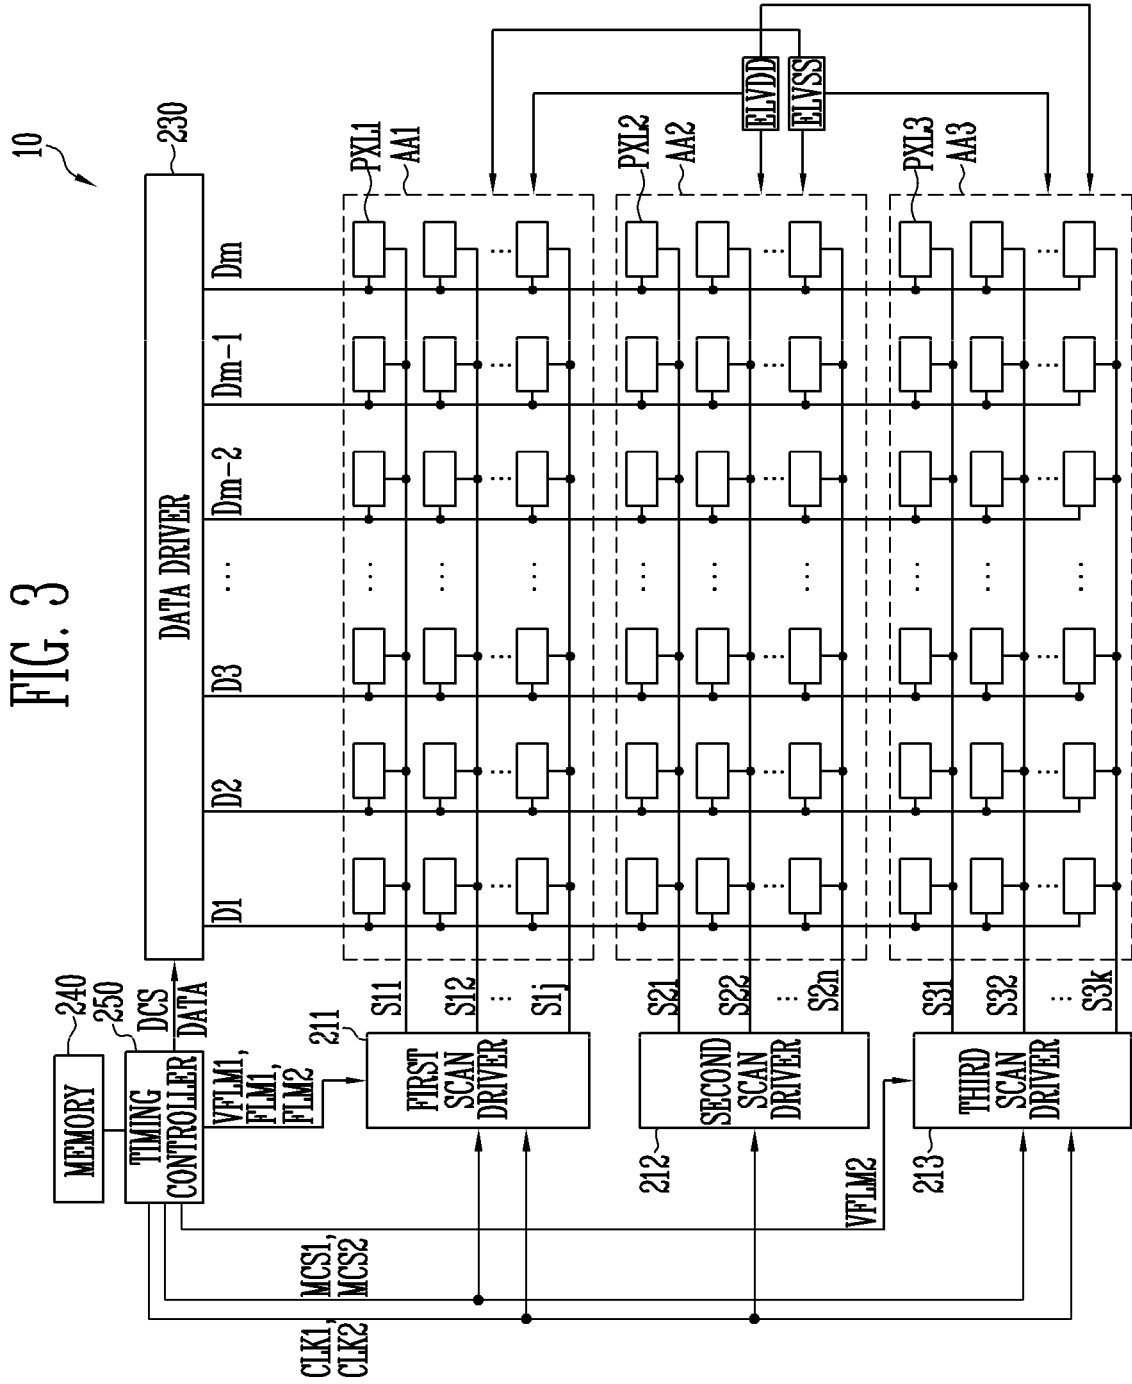 FIG. 3
10
230
DATA DRIVER
240
MEMORY
250
TIMING
CONTROLLER
DCS
DATA
D1
D2
D3
...
Dm-2
Dm-1
Dm
VFLM1,
FLM1,
FLM2
MCS1,
MCS2
CLK1,
CLK2
VFLM2
211
FIRST
SCAN
DRIVER
S11
S12
...
S1j
PXL1
AA1
212
SECOND
SCAN
DRIVER
S21
S22
...
S2n
PXL2
AA2
ELVDD
ELVSS
213
THIRD
SCAN
DRIVER
S31
S32
...
S3k
PXL3
AA3